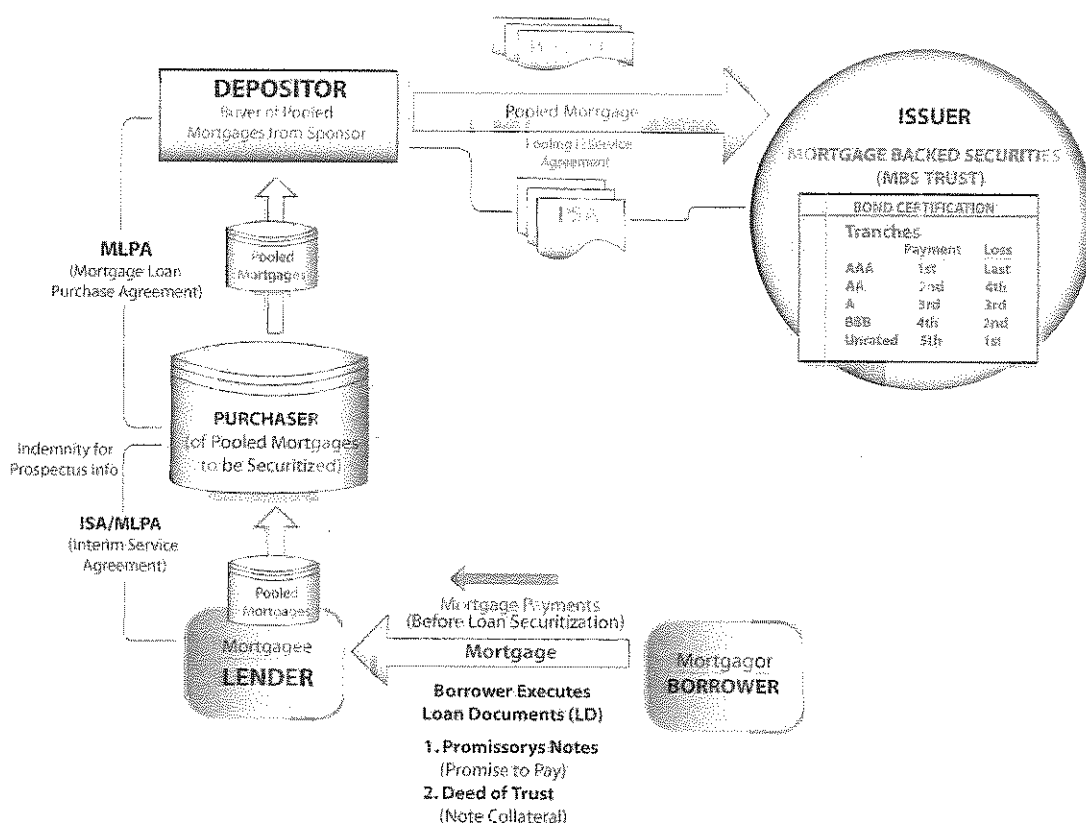 DEPOSITOR
Buyer of Pooled
Mortgages from Sponsor
Pooled Mortgage
Pooling & Service
Agreement
PSA
ISSUER
MORTGAGE BACKED SECURITIES
(MBS TRUST)
BOND CERTIFICATION
Tranches
Payment Loss
AAA 1st Last
AA 2nd 4th
A 3rd 3rd
BBB 4th 2nd
Unrated 5th 1st
MLPA
(Mortgage Loan
Purchase Agreement)
Pooled
Mortgages
PURCHASER
(of Pooled Mortgages
to be Securitized)
Indemnity for
Prospectus info
ISA/MLPA
(Interim Service
Agreement)
Pooled
Mortgages
Mortgagee
LENDER
Mortgage Payments
(Before Loan Securitization)
Mortgage
Mortgagor
BORROWER
Borrower Executes
Loan Documents (LD)
1. Promissorys Notes
(Promise to Pay)
2. Deed of Trust
(Note Collateral)